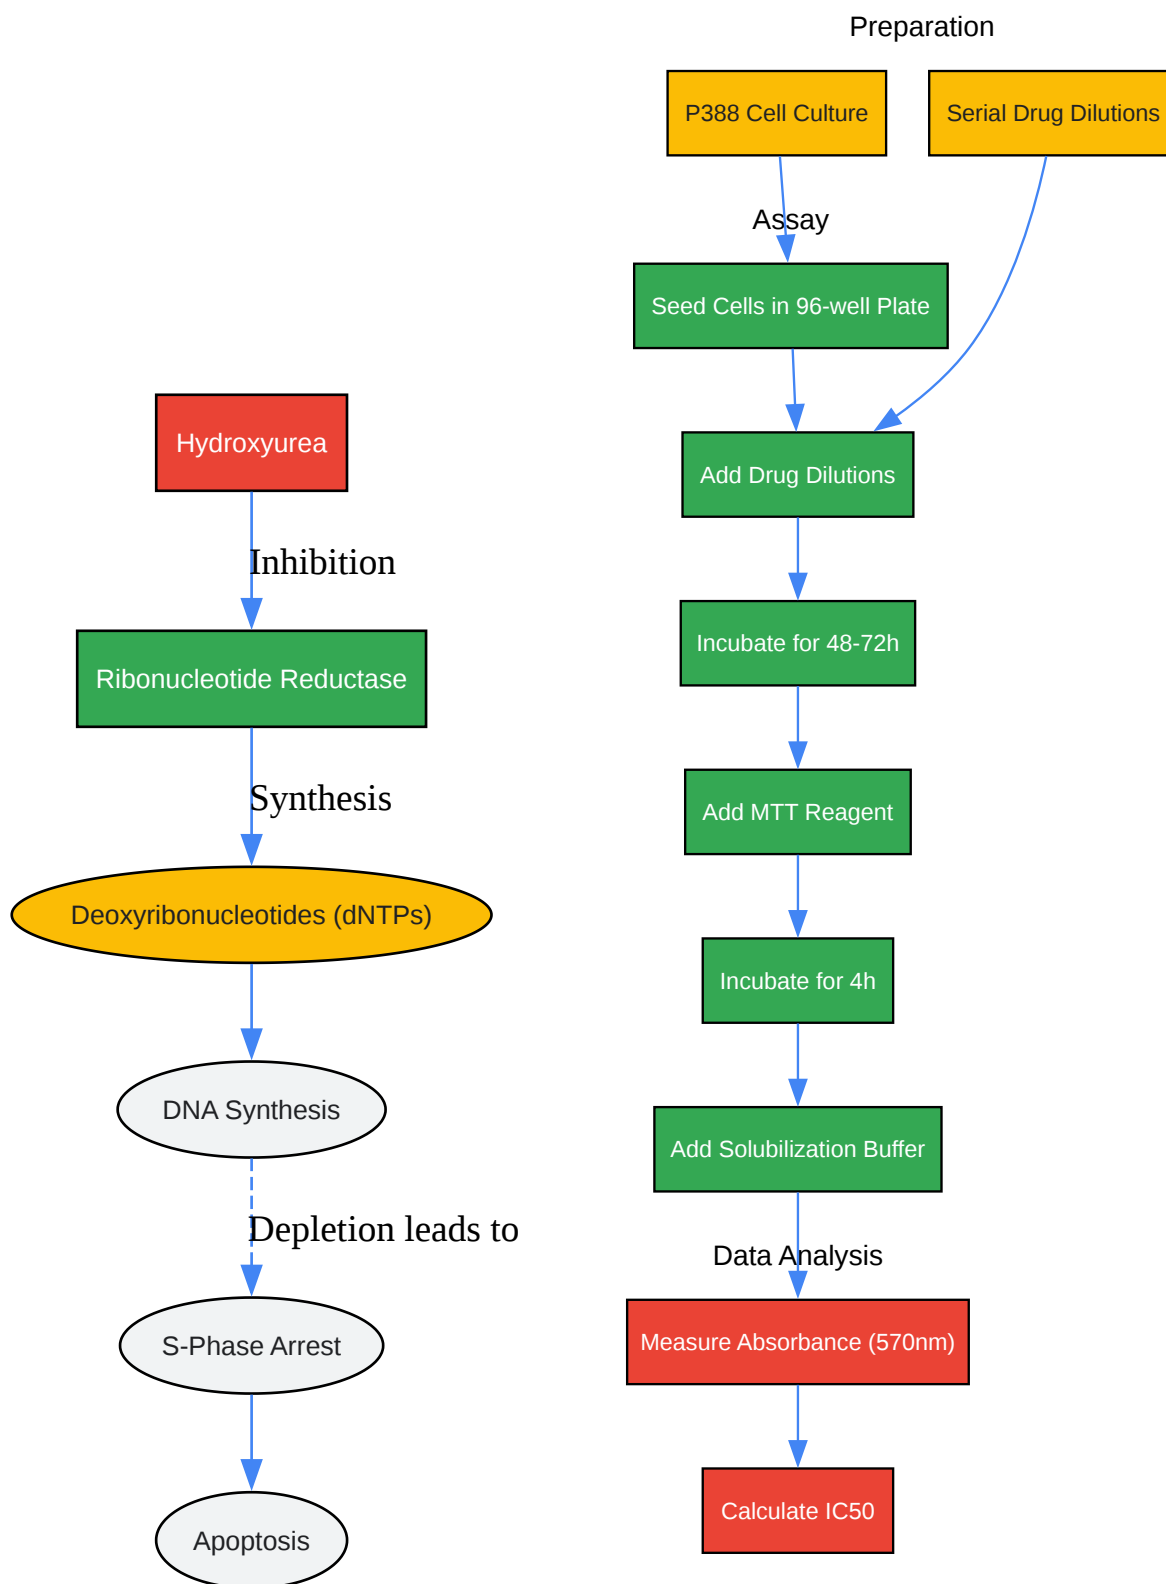 Hydroxyurea
Inhibition
Ribonucleotide Reductase
Synthesis
Deoxyribonucleotides (dNTPs)
DNA Synthesis
Depletion leads to
S-Phase Arrest
Apoptosis
Preparation
P388 Cell Culture
Serial Drug Dilutions
Assay
Seed Cells in 96-well Plate
Add Drug Dilutions
Incubate for 48-72h
Add MTT Reagent
Incubate for 4h
Add Solubilization Buffer
Data Analysis
Measure Absorbance (570nm)
Calculate IC50